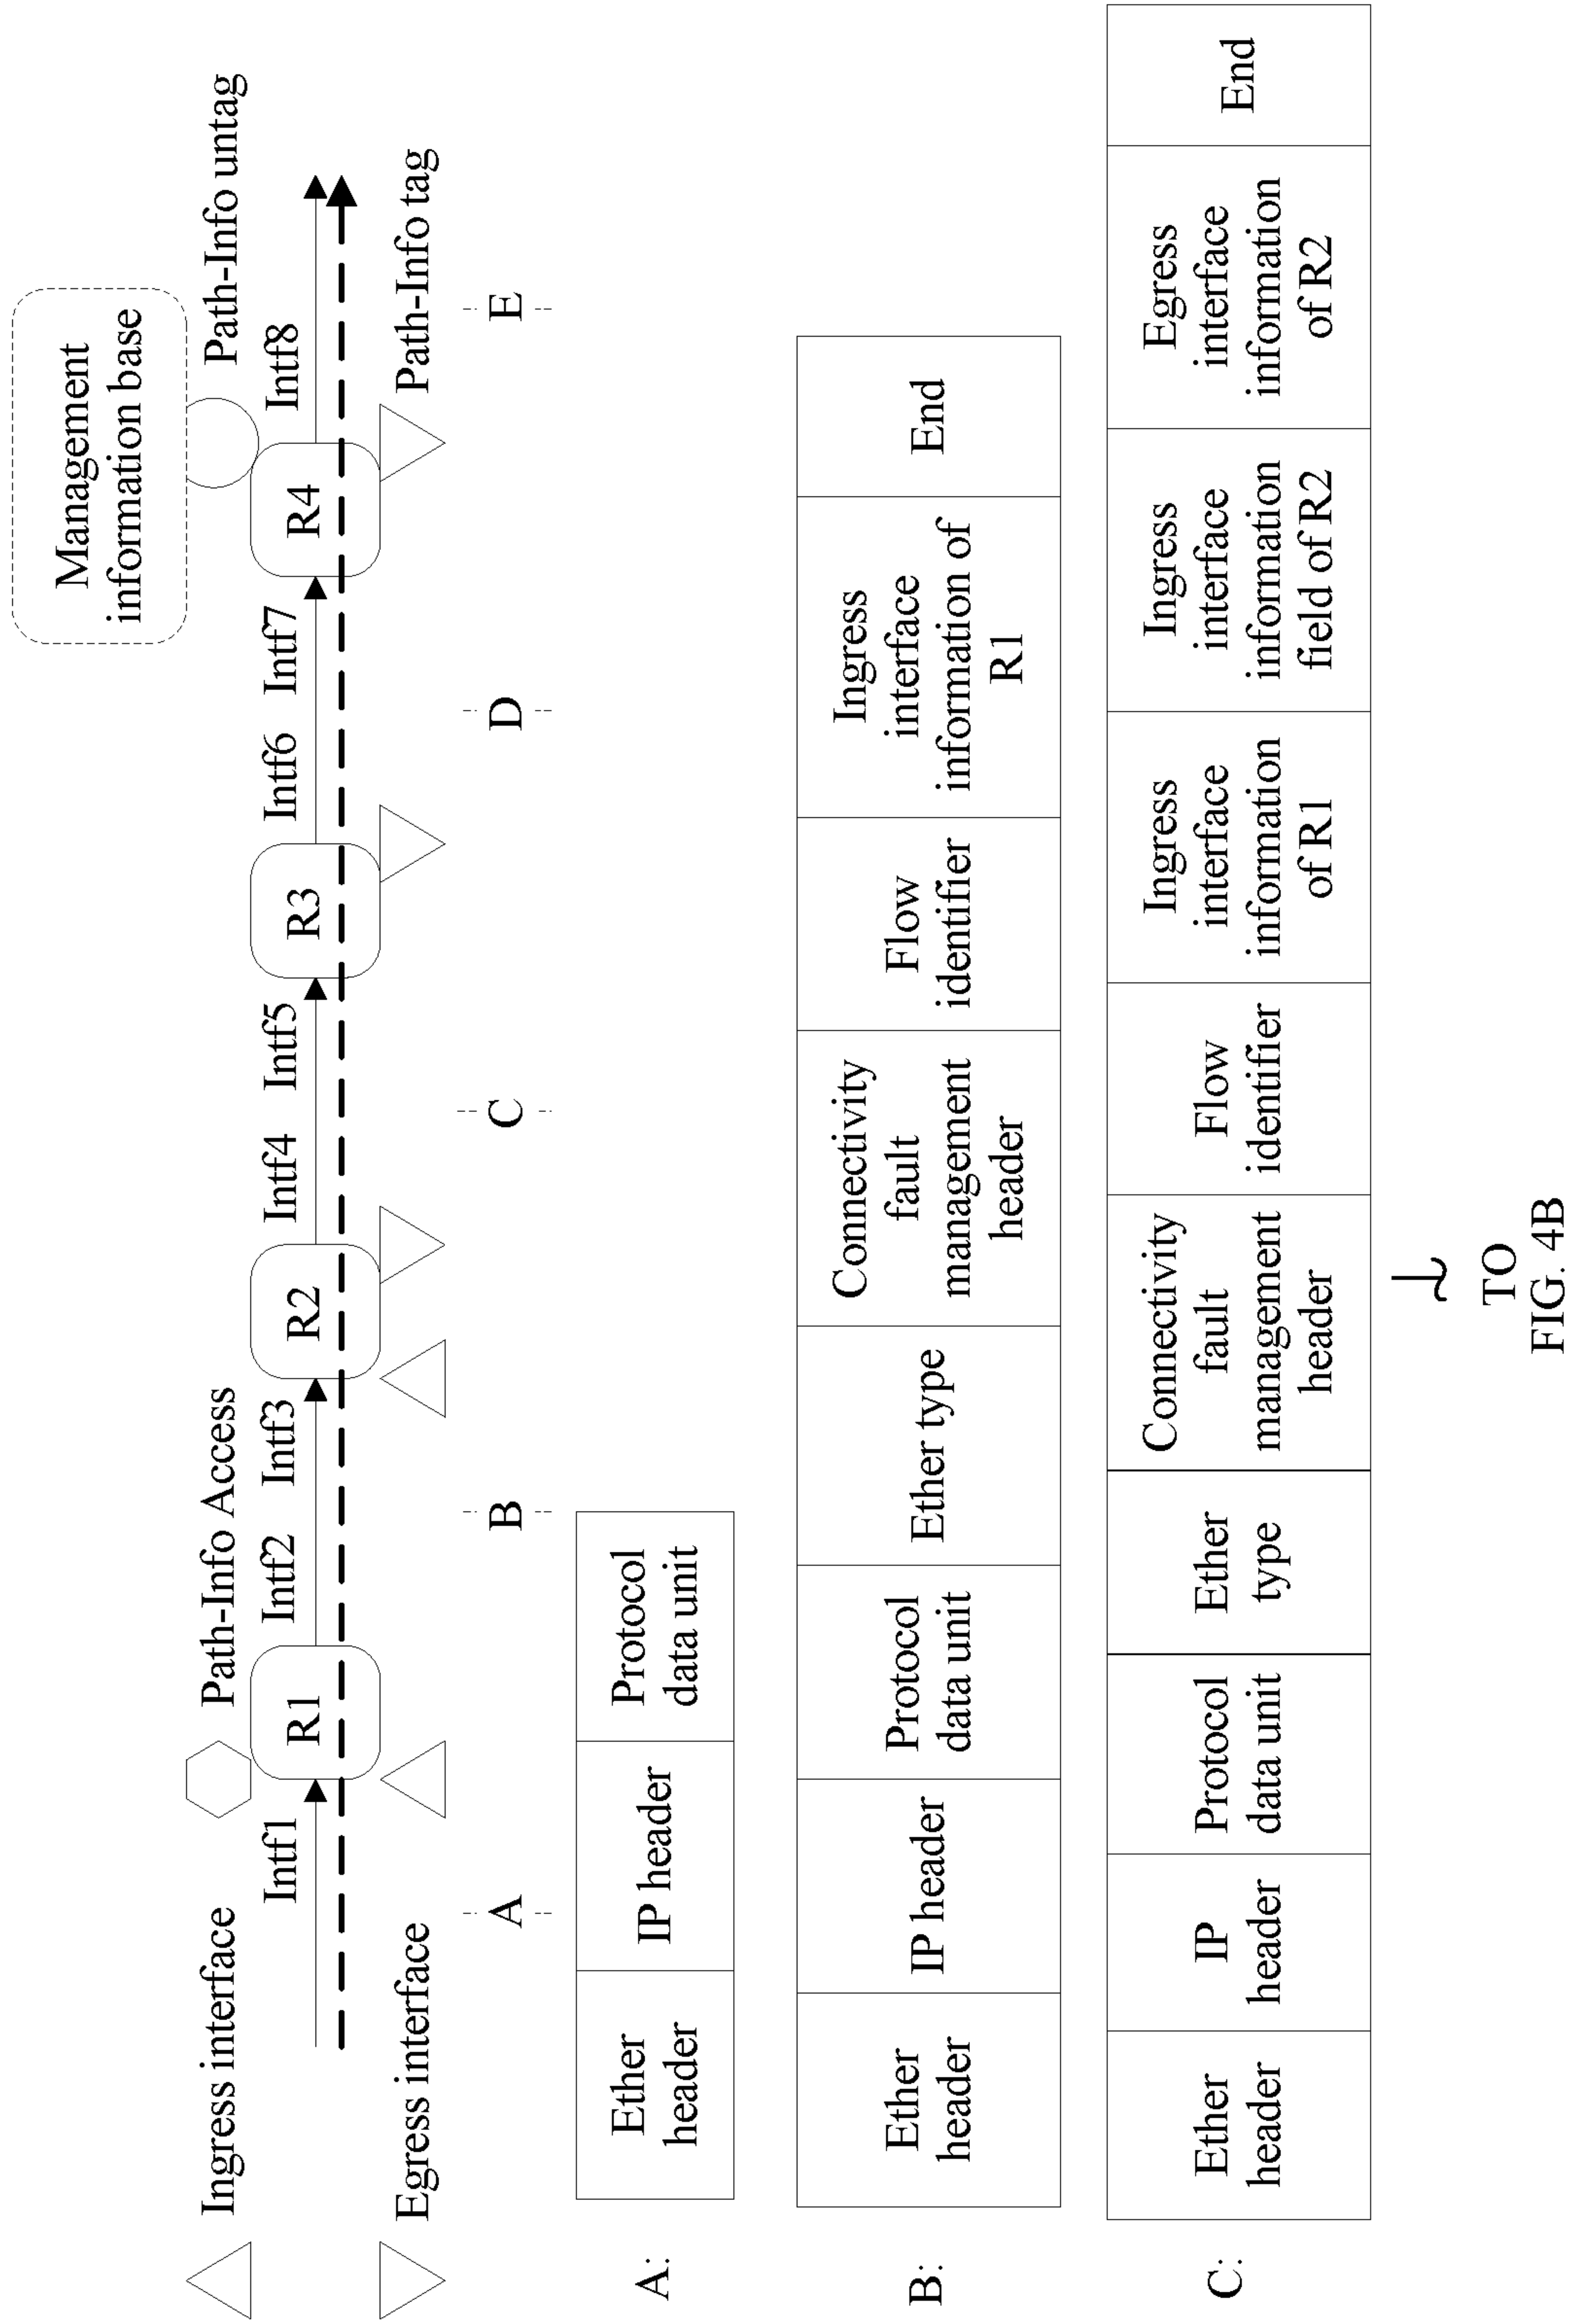 Management
information base
Path-Info Access
Path-Info untag
Ingress interface
Intf1
Intf2
Intf3
Intf4
Intf5
Intf6
Intf7
Intf8
R1
R2
R3
R4
Egress interface
Path-Info tag
A
B
C
D
E
A:
Ether
header
IP header
Protocol
data unit
B:
Ether
header
IP header
Protocol
data unit
Ether type
Connectivity
fault
management
header
Flow
identifier
Ingress
interface
information of
R1
End
C:
Ether
header
IP
header
Protocol
data unit
Ether
type
Connectivity
fault
management
header
Flow
identifier
Ingress
interface
information
of R1
Ingress
interface
information
field of R2
Egress
interface
information
of R2
End
TO
FIG. 4B